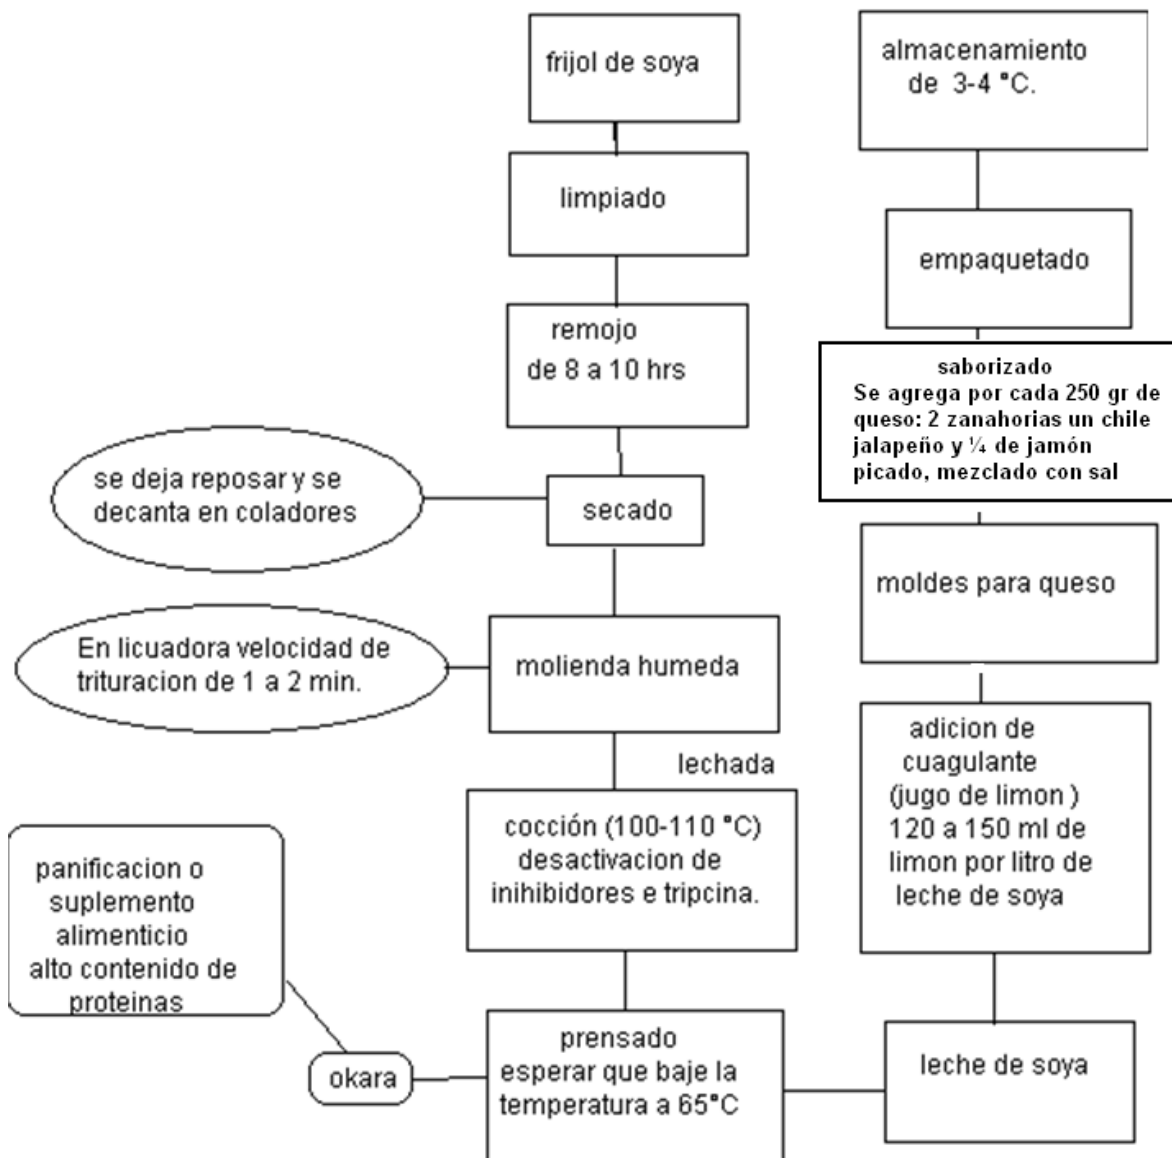 frijol de soya
limpiado
remojo
de 8 a 10 hrs
se deja reposar y se
decanta en coladores
secado
En licuadora velocidad de
trituracion de 1 a 2 min.
molienda humeda
lechada
cocción (100-110 °C)
desactivacion de
inihibidores e tripcina.
panificacion o
suplemento
alimenticio
alto contenido de
proteinas
okara
prensado
esperar que baje la
temperatura a 65°C
leche de soya
adicion de
cuagulante
(jugo de limon )
120 a 150 ml de
limon por litro de
leche de soya
moldes para queso
saborizado
Se agrega por cada 250 gr de
queso: 2 zanahorias un chile
jalapeño y ¼ de jamón
picado, mezclado con sal
empaquetado
almacenamiento
de 3-4 °C.